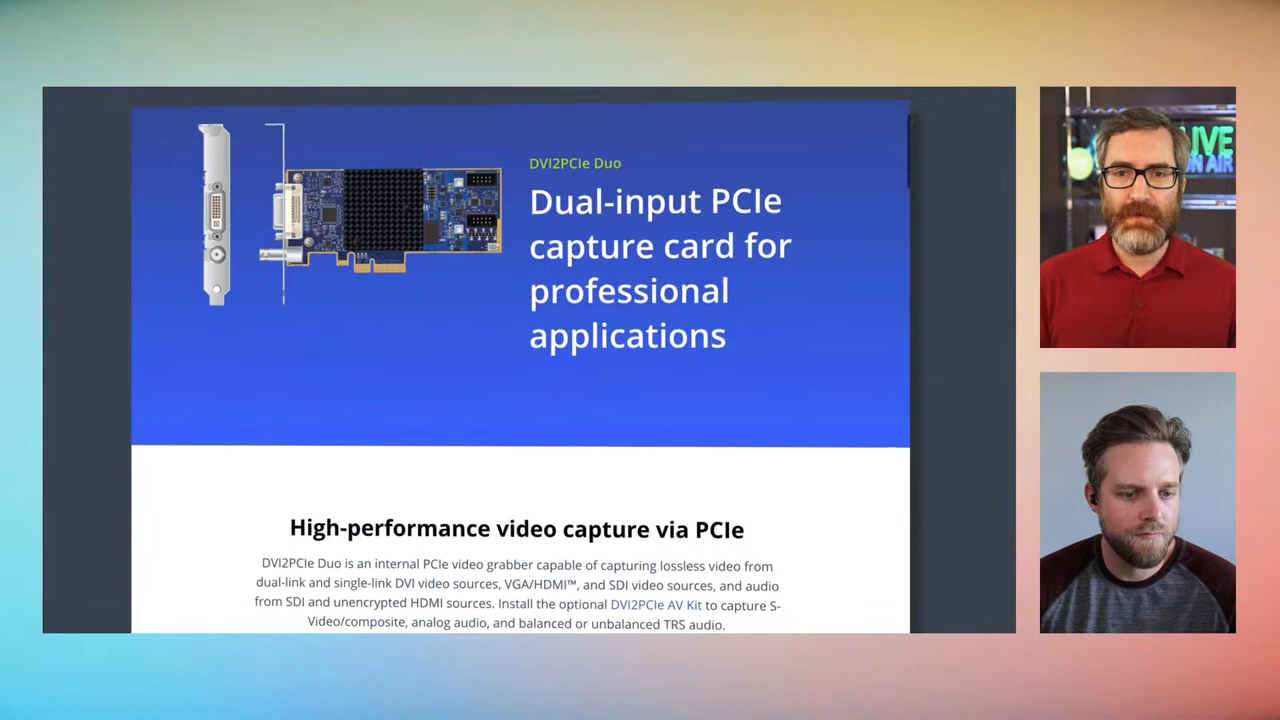 DVI2PCIe Duo
Dual-input PCIe
capture card for
professional
applications
High-performance video capture via PCIe
DVI2PCIe Duo is an internal PCIe video grabber capable of capturing lossless video from
dual-link and single-link DVI video sources, VGA/HDMI™, and SDI video sources, and audio
from SDI and unencrypted HDMI sources. Install the optional DVI2PCIe AV Kit to capture S-
Video/composite, analog audio, and balanced or unbalanced TRS audio.
LIVE
ON AIR